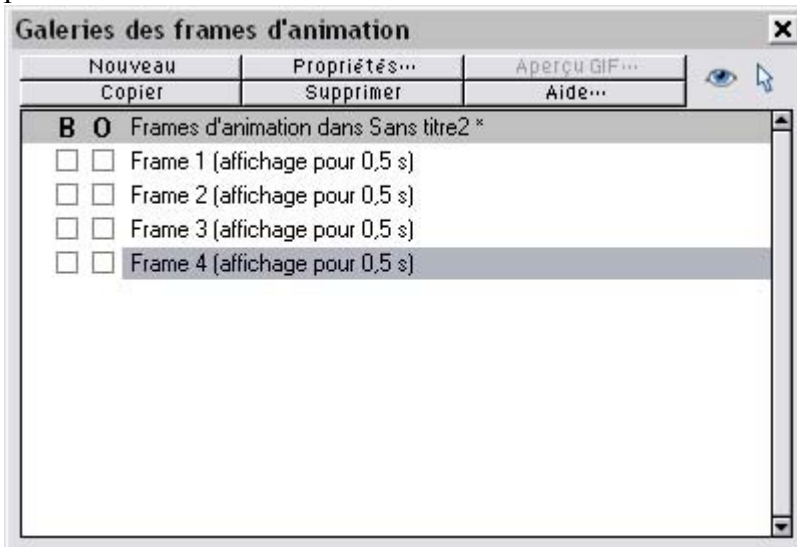 Galeries des frames d'animation
Nouveau Propriétés... Aperçu GIF...
Copier Supprimer Aide...
B O Frames d'animation dans Sans titre2 *
Frame 1 (affichage pour 0,5 s)
Frame 2 (affichage pour 0,5 s)
Frame 3 (affichage pour 0,5 s)
Frame 4 (affichage pour 0,5 s)